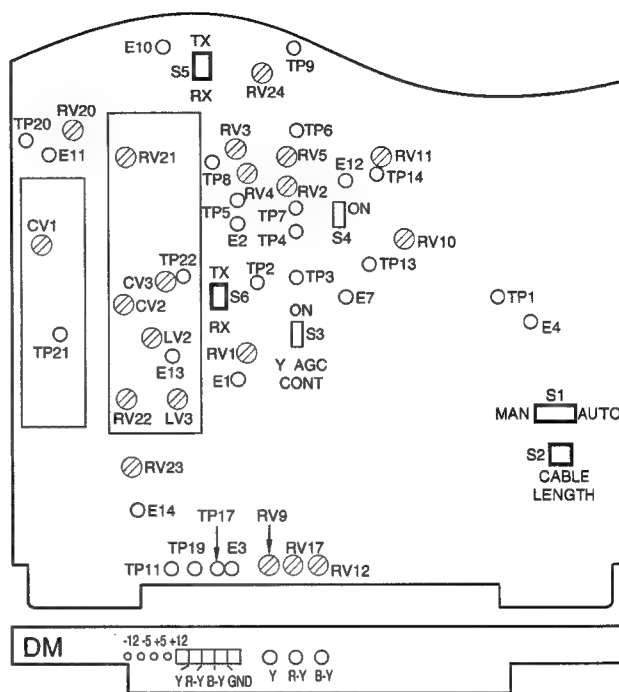 TX
E10
S5
TP9
RX
RV24
RV20
TP20
E11
RV21
RV3
TP6
RV5
RV11
TP8
E12
TP14
RV4
RV2
TP5
TP7
ON
CV1
E2
TP4
S4
RV10
TP22
TX
TP2
TP3
TP13
CV3
S6
E7
TP1
CV2
RX
ON
E4
TP21
LV2
S3
E13
RV1
Y AGC
CONT
E1
RV22
LV3
S1
MAN
AUTO
S2
CABLE
LENGTH
RV23
E14
TP17
RV9
TP19
E3
RV17
TP11
RV12
DM
-12 -5 +5 +12
Y R-Y B-Y GND
Y R-Y B-Y